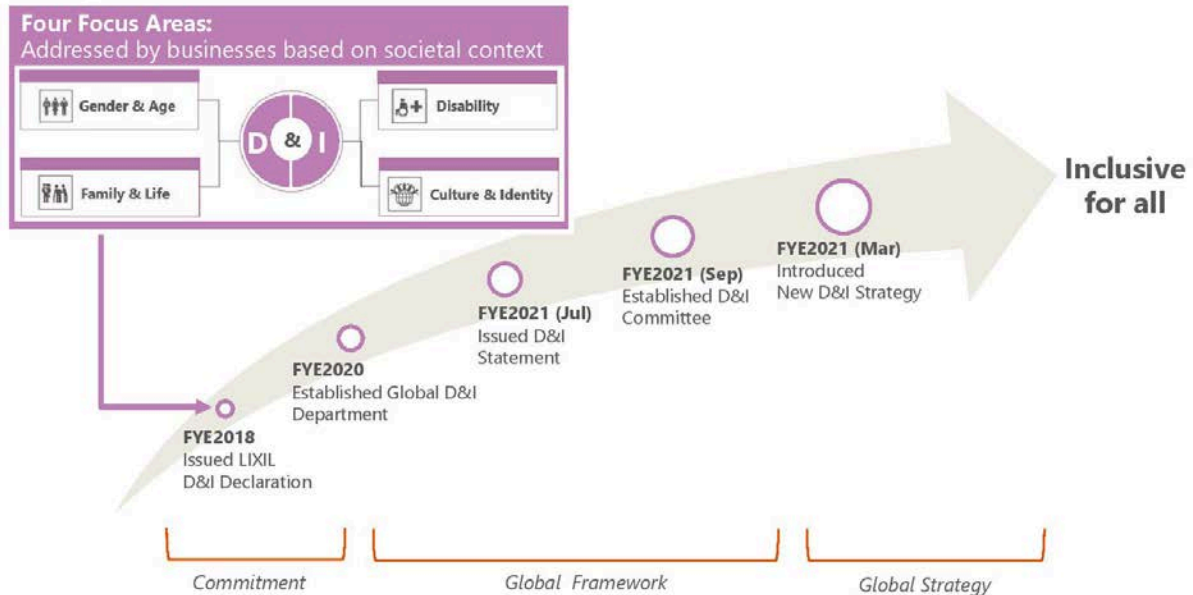 Four Focus Areas:
Addressed by businesses based on societal context
Gender & Age
Disability
D & I
Family & Life
Culture & Identity
Inclusive
for all
FYE2021 (Mar)
Introduced
New D&I Strategy
FYE2021 (Sep)
Established D&I
Committee
FYE2021 (Jul)
Issued D&I
Statement
FYE2020
Established Global D&I
Department
FYE2018
Issued LIXIL
D&I Declaration
Commitment
Global Framework
Global Strategy